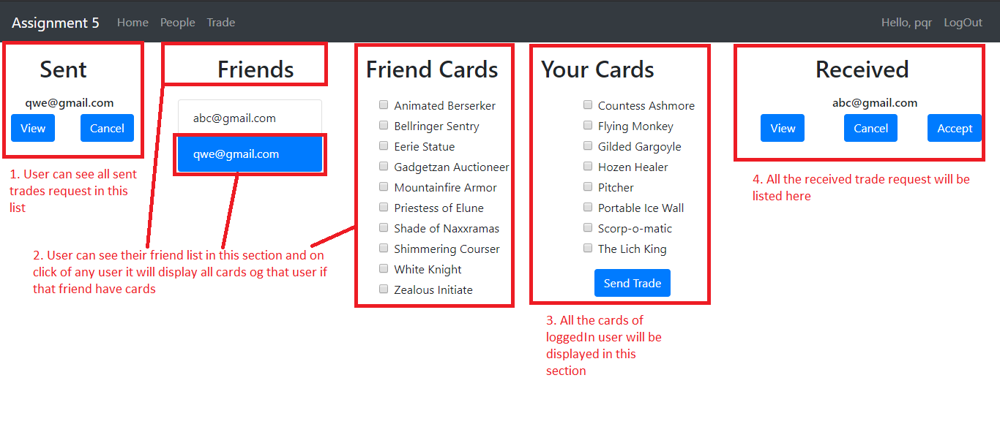 Assignment 5 Home People Trade Hello, pqr LogOut
Sent
qwe@gmail.com
View Cancel
1. User can see all sent
trades request in this
list
Friends
abc@gmail.com
qwe@gmail.com
2. User can see their friend list in this section and on
click of any user it will display all cards og that user if
that friend have cards
Friend Cards
Animated Berserker
Bellringer Sentry
Eerie Statue
Gadgetzan Auctioneer
Mountainfire Armor
Priestess of Elune
Shade of Naxxramas
Shimmering Courser
White Knight
Zealous Initiate
Your Cards
Countess Ashmore
Flying Monkey
Gilded Gargoyle
Hozen Healer
Pitcher
Portable Ice Wall
Scorp-o-matic
The Lich King
Send Trade
3. All the cards of
loggedIn user will be
displayed in this
section
Received
abc@gmail.com
View Cancel Accept
4. All the received trade request will be
listed here